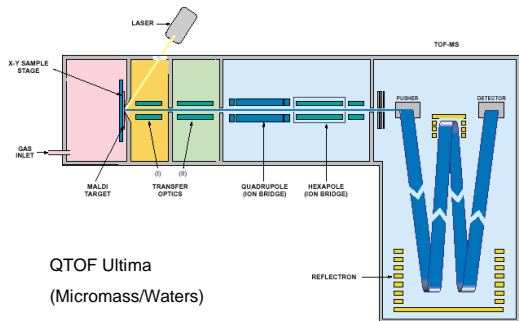 LASER
TOF-MS
X-Y SAMPLE
STAGE
PUSHER
DETECTOR
GAS
INLET
(I)
(II)
MALDI
TARGET
TRANSFER
OPTICS
QUADRUPOLE
(ION BRIDGE)
HEXAPOLE
(ION BRIDGE)
REFLECTRON
QTOF Ultima
(Micromass/Waters)